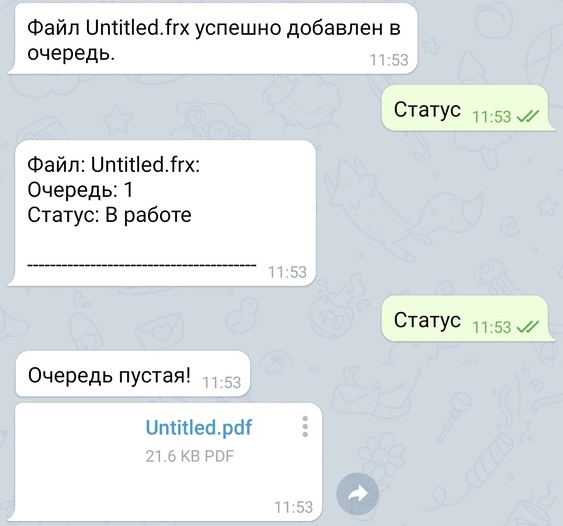 Файл Untitled.frx успешно добавлен в
очередь.
11:53
Статус 11:53
Файл: Untitled.frx:
Очередь: 1
Статус: В работе
----------------------------------------
11:53
Статус 11:53
Очередь пустая! 11:53
Untitled.pdf
21.6 KB PDF
11:53